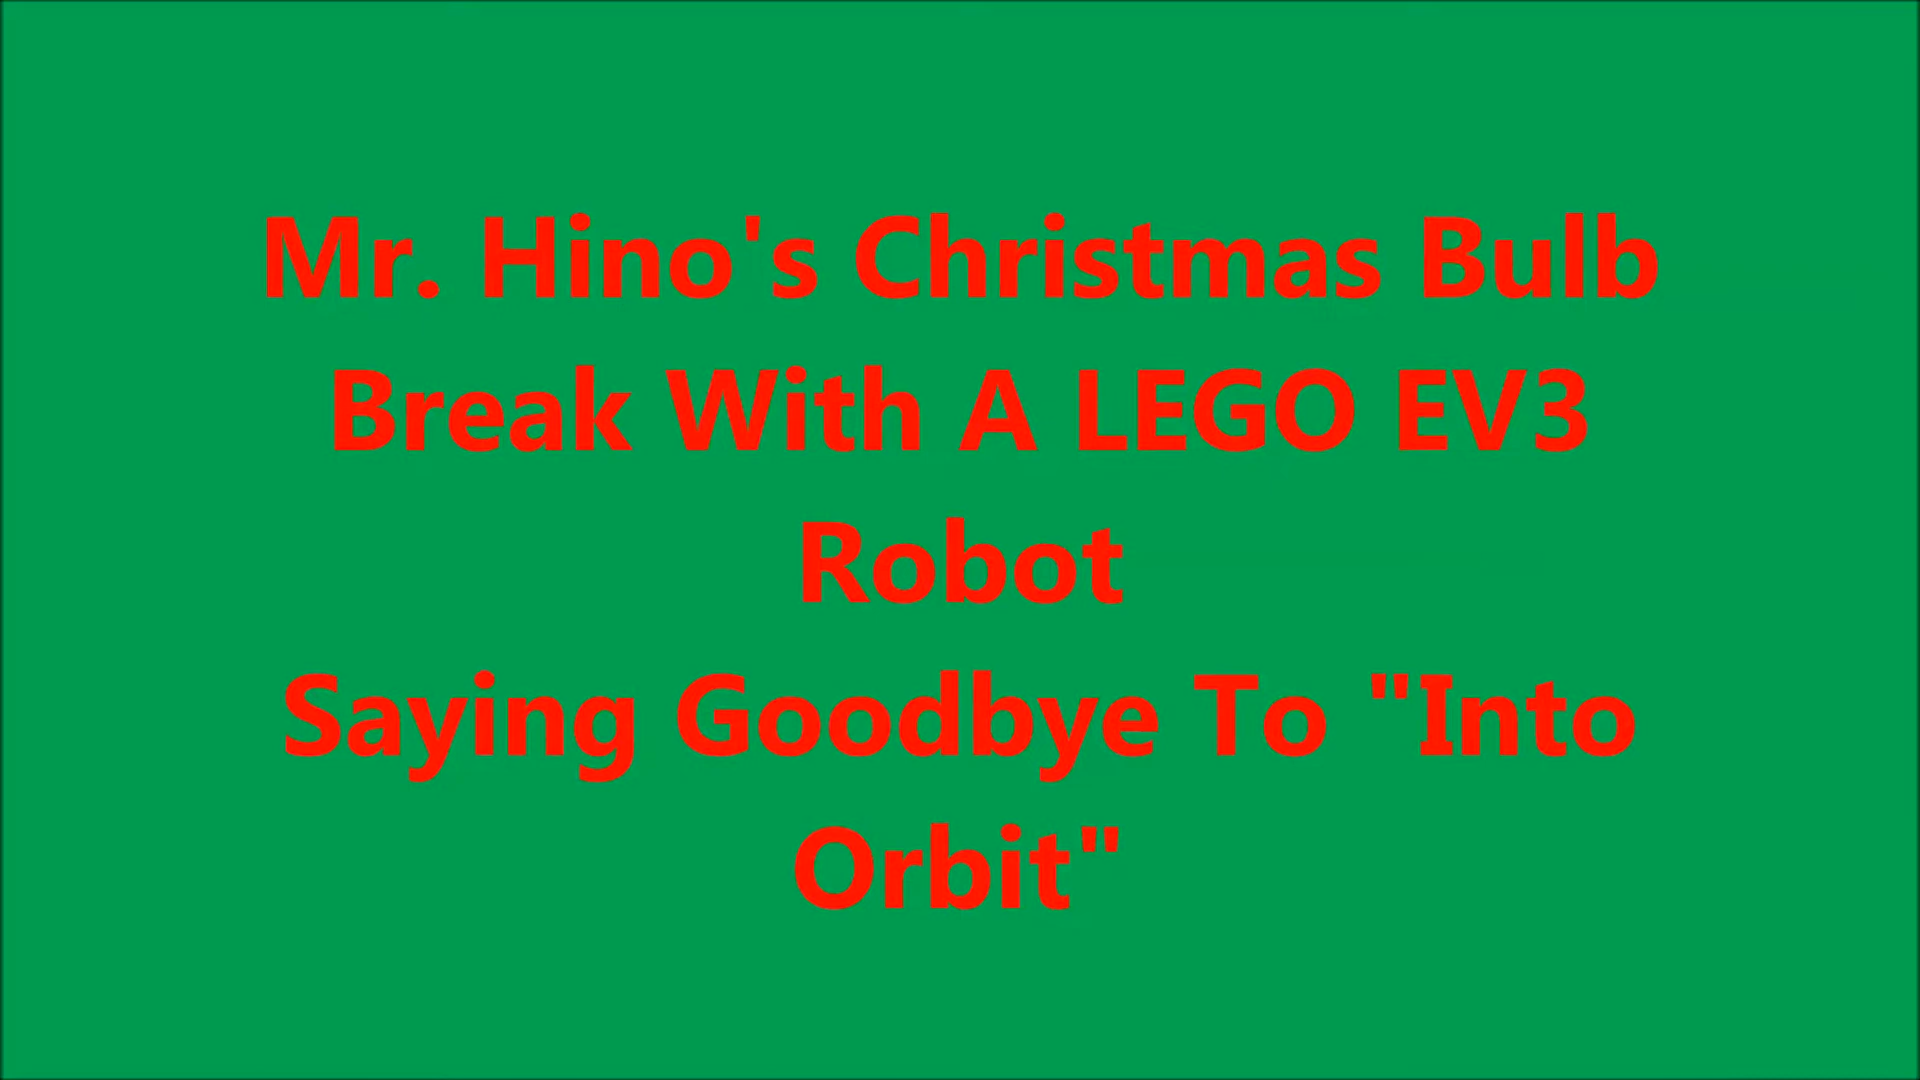 Mr. Hino's Christmas Bulb
Break With A LEGO EV3
Robot
Saying Goodbye To "Into
Orbit"